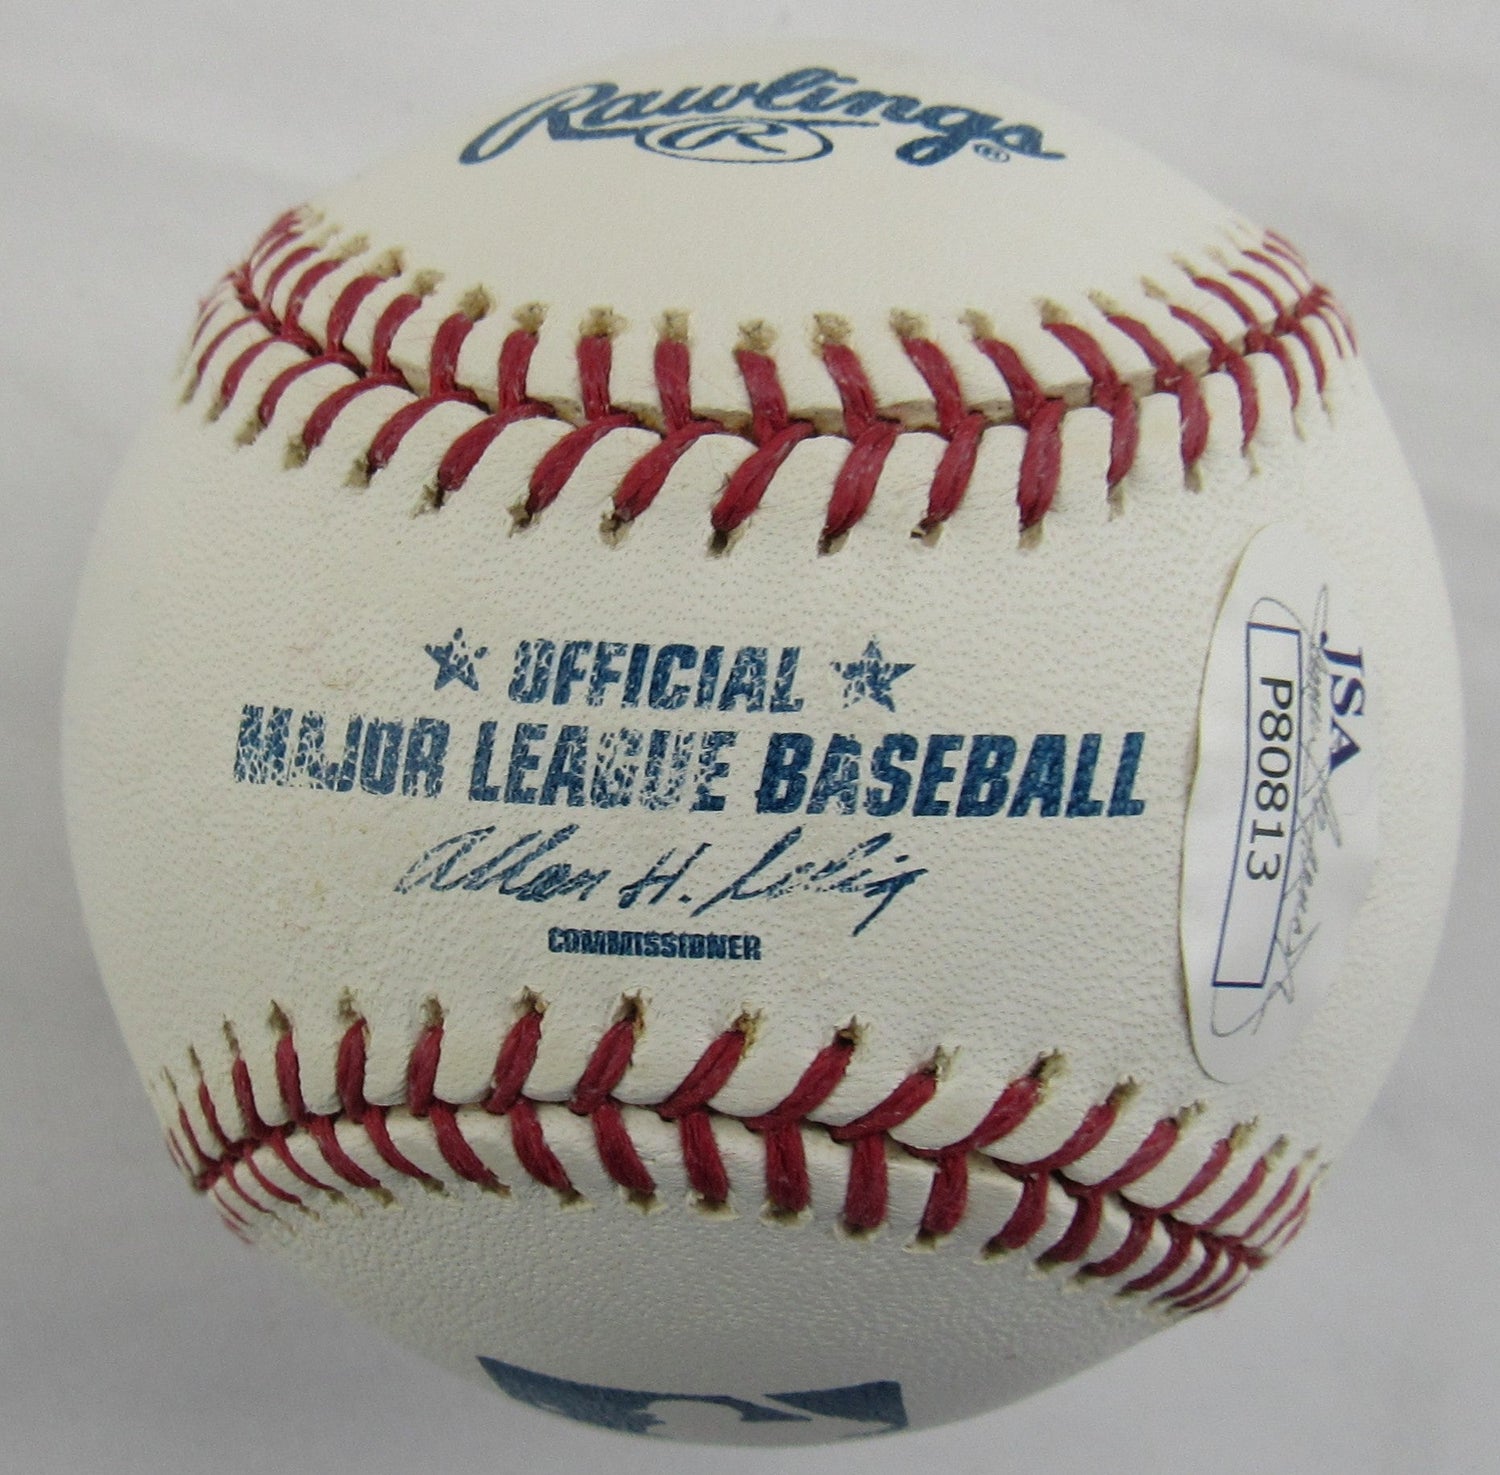 Rawlings
R
®
★ OFFICIAL ★
MAJOR LEAGUE BASEBALL
Allan H. Selig
COMMISSIONER
JSA
P80813